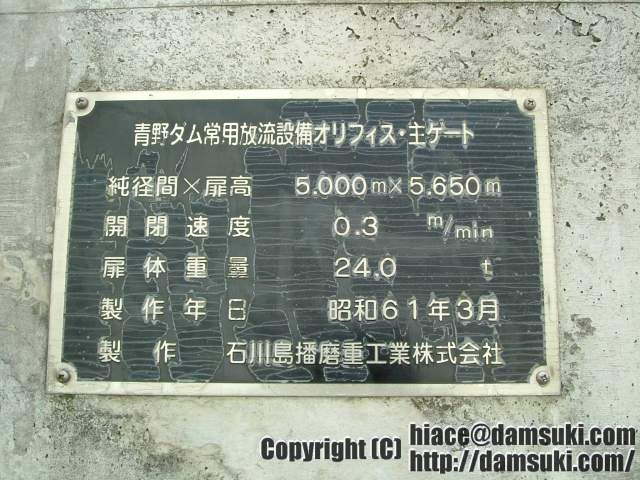 青野ダム常用放流設備オリフィス・主ゲート
純径間×扉高 5.000m×5.650m
開閉速度 0.3 m/min
扉体重量 24.0 t
製作年日 昭和61年3月
製作 石川島播磨重工業株式会社
Copyright (C) hiace@damsuki.com
http://damsuki.com/